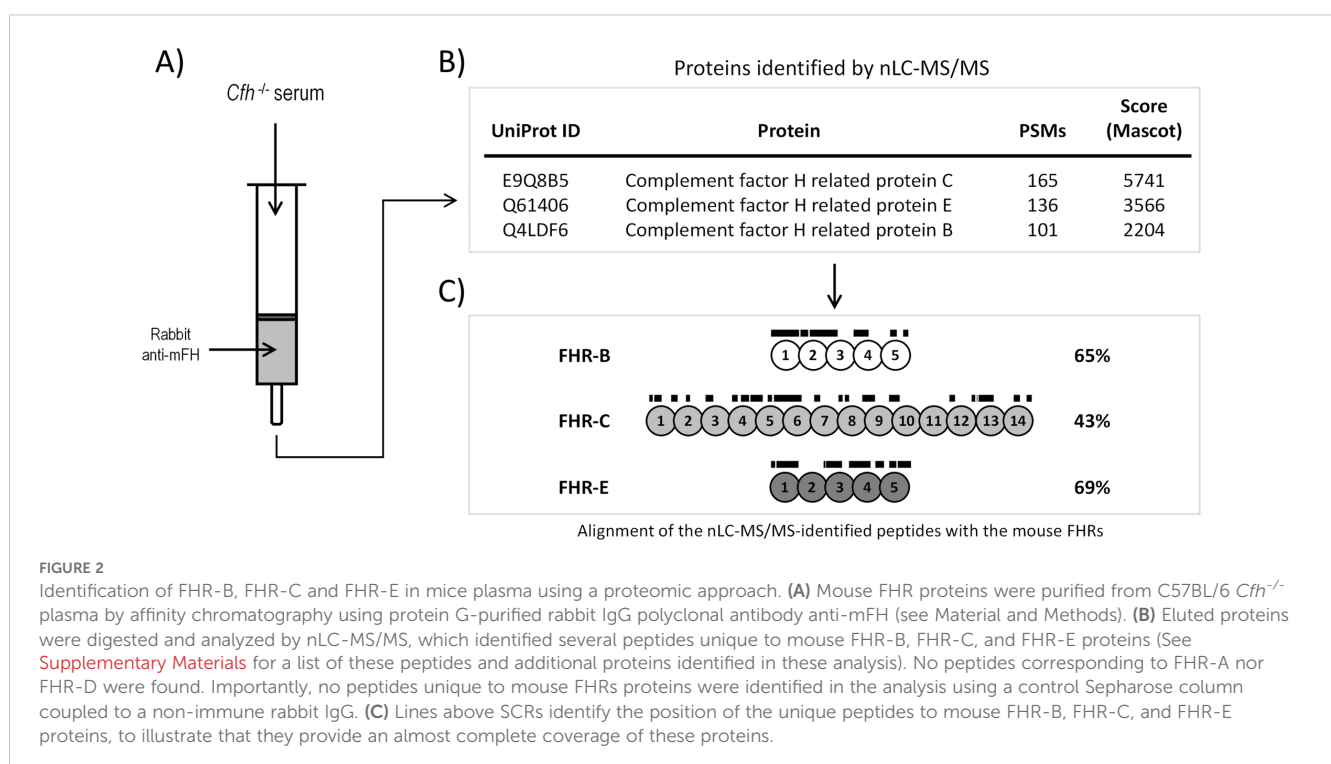 A)
Cfh -/- serum
Rabbit
anti-mFH
B)
Proteins identified by nLC-MS/MS
UniProt ID Protein PSMs Score (Mascot)
E9Q8B5 Complement factor H related protein C 165 5741
Q61406 Complement factor H related protein E 136 3566
Q4LDF6 Complement factor H related protein B 101 2204
C)
FHR-B 1 2 3 4 5 65%
FHR-C 1 2 3 4 5 6 7 8 9 10 11 12 13 14 43%
FHR-E 1 2 3 4 5 69%
Alignment of the nLC-MS/MS-identified peptides with the mouse FHRs
FIGURE 2
Identification of FHR-B, FHR-C and FHR-E in mice plasma using a proteomic approach. (A) Mouse FHR proteins were purified from C57BL/6 Cfh-/-
plasma by affinity chromatography using protein G-purified rabbit IgG polyclonal antibody anti-mFH (see Material and Methods). (B) Eluted proteins
were digested and analyzed by nLC-MS/MS, which identified several peptides unique to mouse FHR-B, FHR-C, and FHR-E proteins (See
Supplementary Materials for a list of these peptides and additional proteins identified in these analysis). No peptides corresponding to FHR-A nor
FHR-D were found. Importantly, no peptides unique to mouse FHRs proteins were identified in the analysis using a control Sepharose column
coupled to a non-immune rabbit IgG. (C) Lines above SCRs identify the position of the unique peptides to mouse FHR-B, FHR-C, and FHR-E
proteins, to illustrate that they provide an almost complete coverage of these proteins.